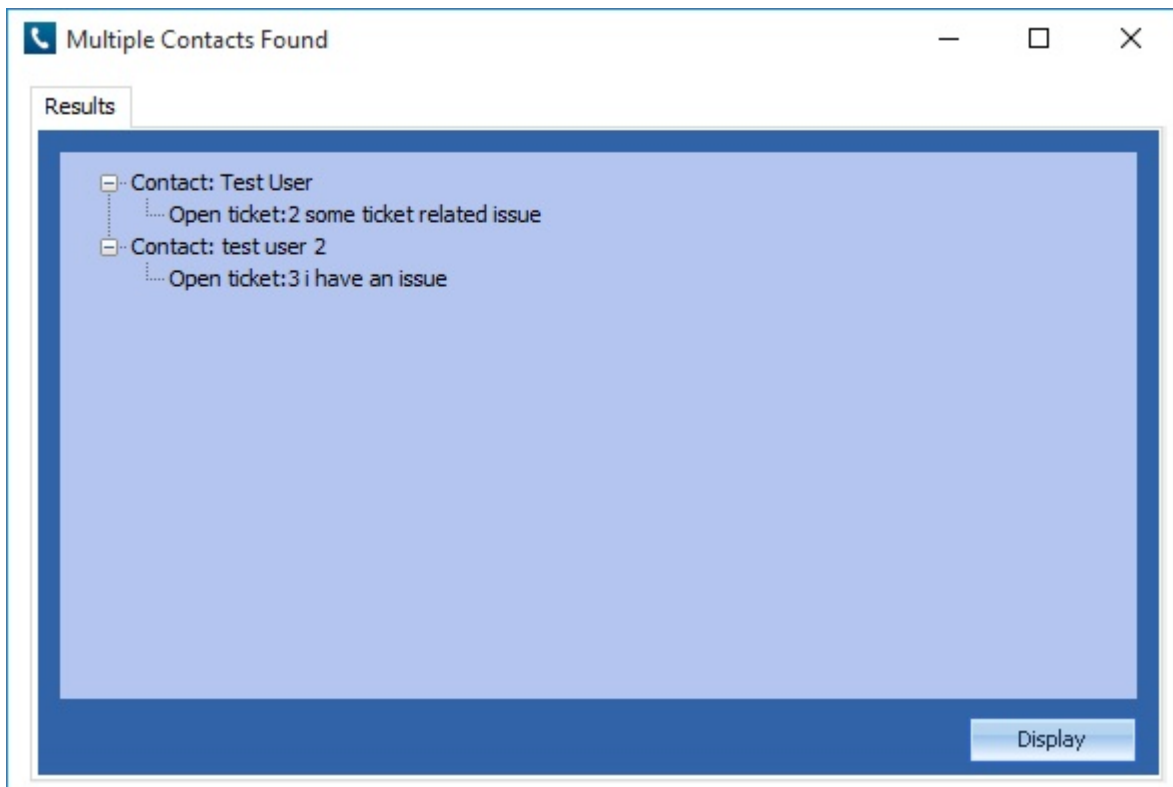 Multiple Contacts Found
Results
Contact: Test User
Open ticket:2 some ticket related issue
Contact: test user 2
Open ticket:3 i have an issue
Display